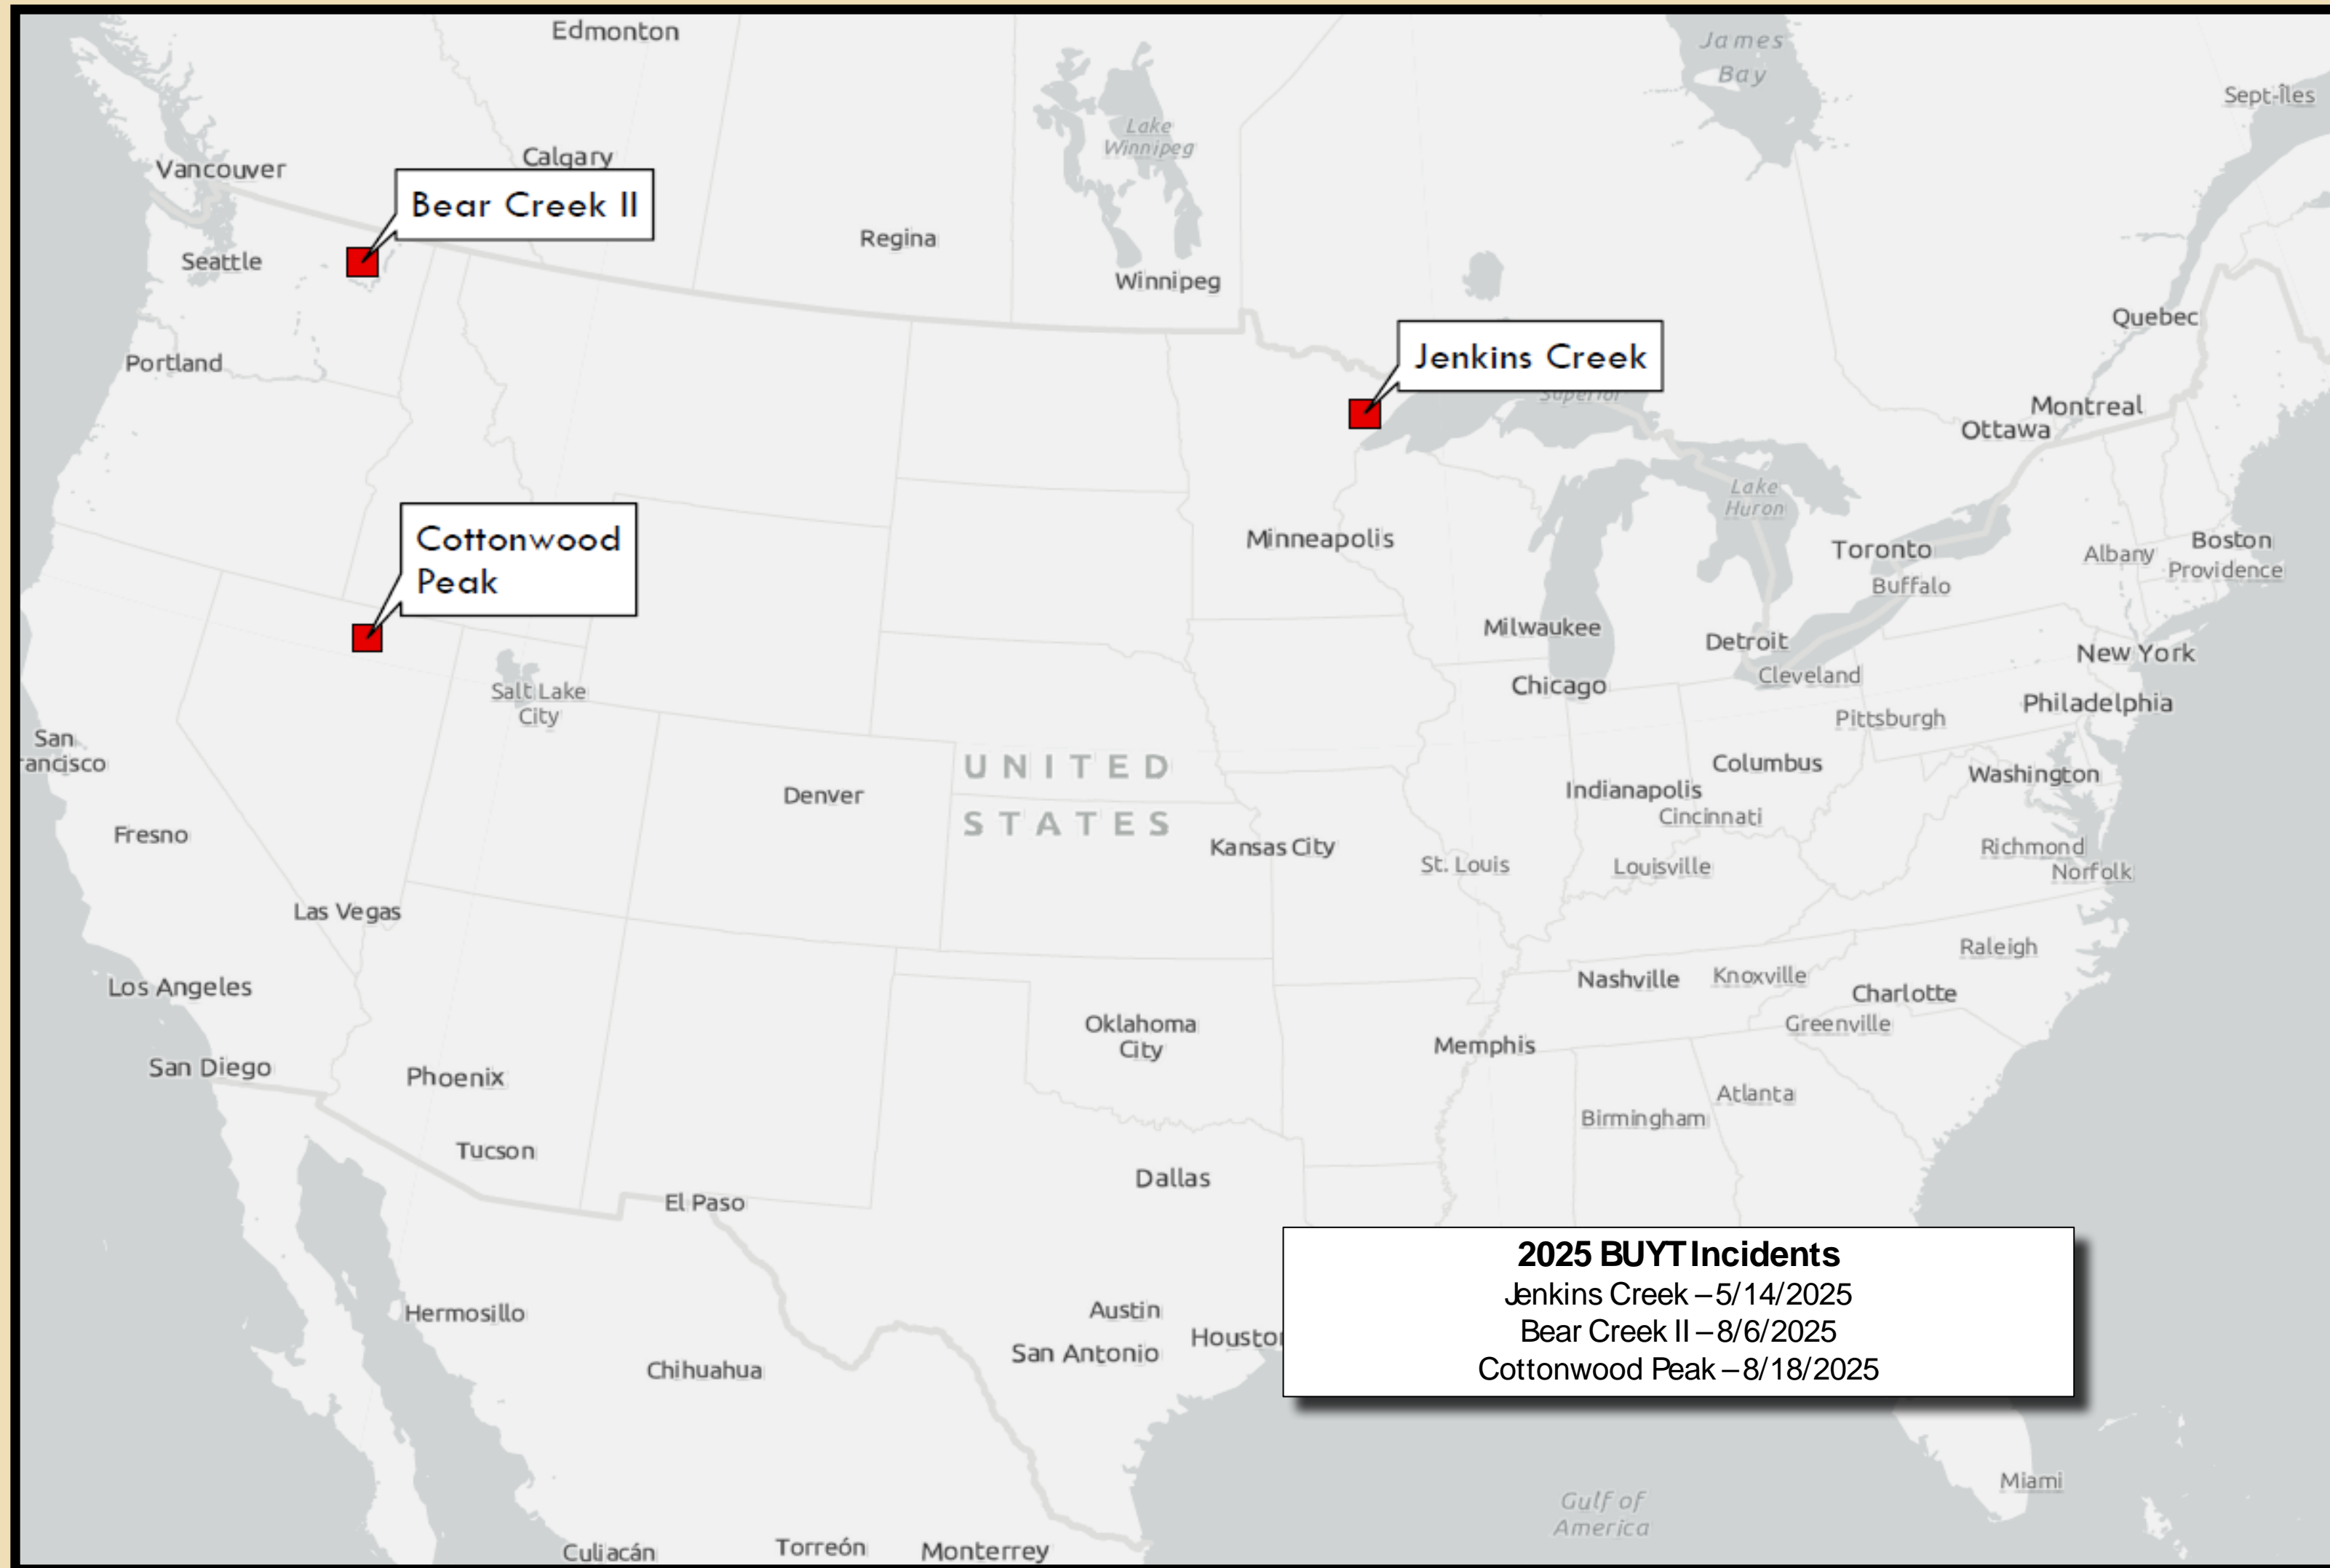 Edmonton
James
Bay
Sept-Îles
Lake
Winnipeg
Calgary
Vancouver
Bear Creek II
Regina
Seattle
Winnipeg
Quebec
Jenkins Creek
Portland
Superior
Montreal
Ottawa
Lake
Huron
Cottonwood
Peak
Minneapolis
Toronto
Albany
Boston
Providence
Buffalo
Milwaukee
Detroit
New York
Cleveland
Chicago
Salt Lake
City
Philadelphia
Pittsburgh
San
rancisco
UNITED
STATES
Columbus
Washington
Denver
Indianapolis
Cincinnati
Fresno
Kansas City
St. Louis
Louisville
Richmond
Norfolk
Las Vegas
Raleigh
Los Angeles
Nashville
Knoxville
Charlotte
Oklahoma
City
Greenville
Memphis
San Diego
Phoenix
Atlanta
Birmingham
Tucson
Dallas
El Paso
2025 BUYT Incidents
Jenkins Creek – 5/14/2025
Bear Creek II – 8/6/2025
Cottonwood Peak – 8/18/2025
Hermosillo
Austin
Houston
San Antonio
Chihuahua
Miami
Gulf of
America
Culiacán
Torreón
Monterrey